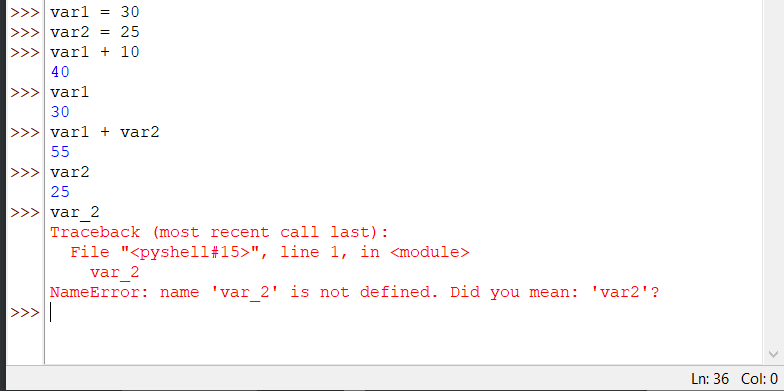 >>> var1 = 30
>>> var2 = 25
>>> var1 + 10
40
>>> var1
30
>>> var1 + var2
55
>>> var2
25
>>> var_2
Traceback (most recent call last):
  File "<pyshell#15>", line 1, in <module>
    var_2
NameError: name 'var_2' is not defined. Did you mean: 'var2'?
>>>
Ln: 36 Col: 0